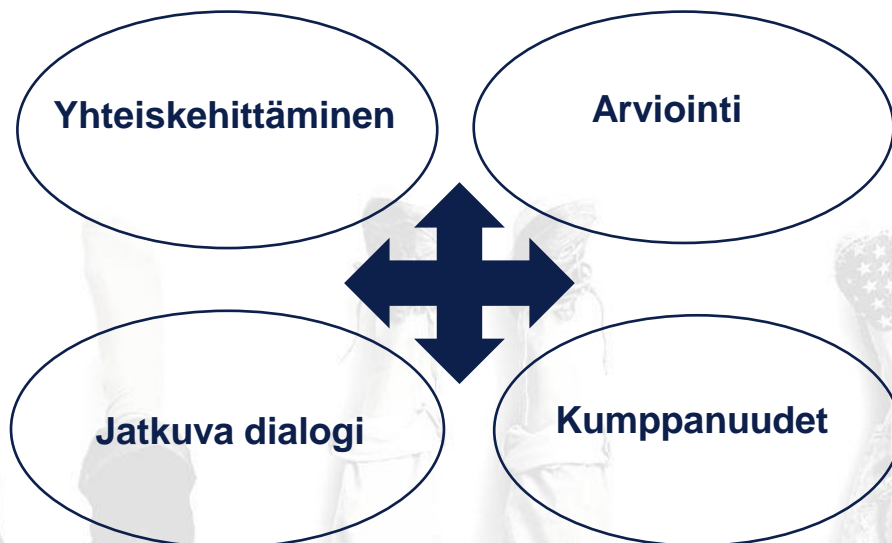 Yhteiskehittäminen
Arviointi
Jatkuva dialogi
Kumppanuudet